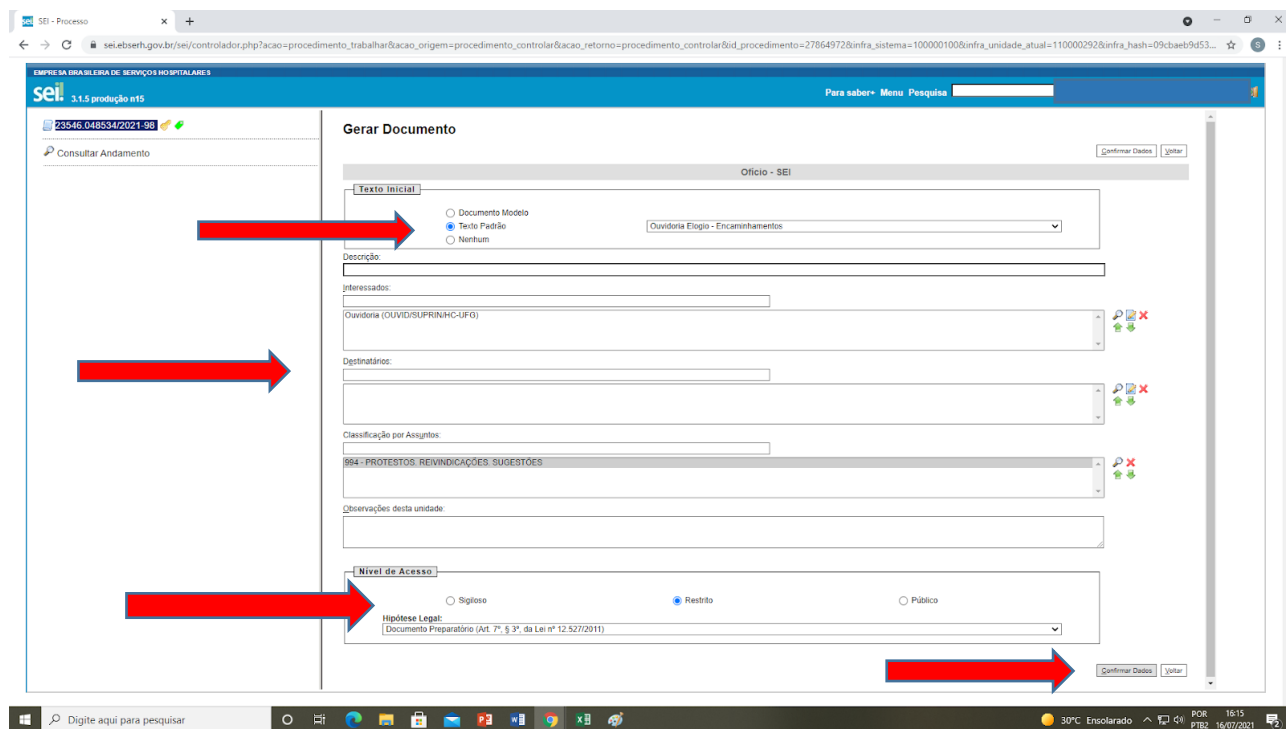 sei! SEI - Processo
sei.ebserh.gov.br/sei/controlador.php?acao=procedimento_trabalhar&acao_origem=procedimento_controlar&acao_retorno=procedimento_controlar&id_procedimento=27864972&infra_sistema=100000100&infra_unidade_atual=110000292&infra_hash=09cbaeb9d53... S
EMPRESA BRASILEIRA DE SERVIÇOS HOSPITALARES
sei! 3.1.5 produção n15 Para saber+ Menu Pesquisa
23546.048534/2021-98
Consultar Andamento
Gerar Documento
Confirmar Dados Voltar
Ofício - SEI
Texto Inicial
Documento Modelo
Texto Padrão Ouvidoria Elogio - Encaminhamentos
Nenhum
Descrição:
Interessados:
Ouvidoria (OUVID/SUPRIN/HC-UFG)
Destinatários:
Classificação por Assuntos:
994 - PROTESTOS. REIVINDICAÇÕES. SUGESTÕES
Observações desta unidade:
Nível de Acesso
Sigiloso Restrito Público
Hipótese Legal:
Documento Preparatório (Art. 7º, § 3º, da Lei nº 12.527/2011)
Confirmar Dados Voltar
Digite aqui para pesquisar 30°C Ensolarado POR 16:15
PTB2 16/07/2021 2